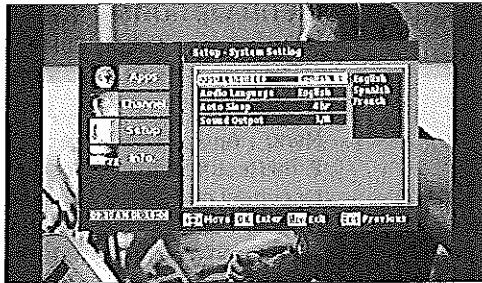 Setup - System Setting
Apps
Channel
Setup
Info
English
Audio Language English
Spanish
French
Auto Sleep 4 hr
Sound Output L/R
Move OK Enter Exit Previous